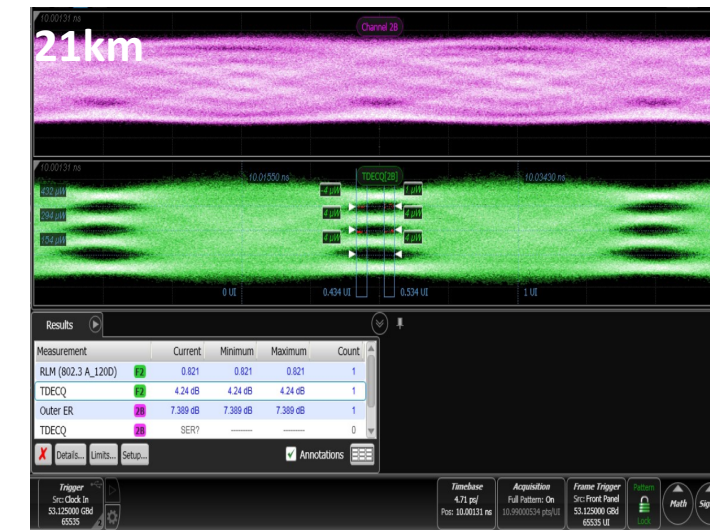 10.00131 ns
Channel 2B
21km
10.00131 ns
10.01550 ns
TDECQ[2B]
10.03430 ns
432 µW
-4 µW
1 µW
294 µW
4 µW
4 µW
154 µW
4 µW
4 µW
0 UI
0.434 UI
0.534 UI
1 UI
Results
Measurement Current Minimum Maximum Count
RLM (802.3 A_120D) F2 0.821 0.821 0.821 1
TDECQ F2 4.24 dB 4.24 dB 4.24 dB 1
Outer ER 2B 7.389 dB 7.389 dB 7.389 dB 1
TDECQ 2B SER? ------- ------- 0
Details... Limits... Setup... Annotations
Trigger
Src: Clock In
53.125000 GBd
65535
Timebase
4.71 ps/
Pos: 10.00131 ns
Acquisition
Full Pattern: On
10.99000534 pts/UI
Frame Trigger
Src: Front Panel
53.125000 GBd
65535 UI
Pattern
Lock
Math
Sig